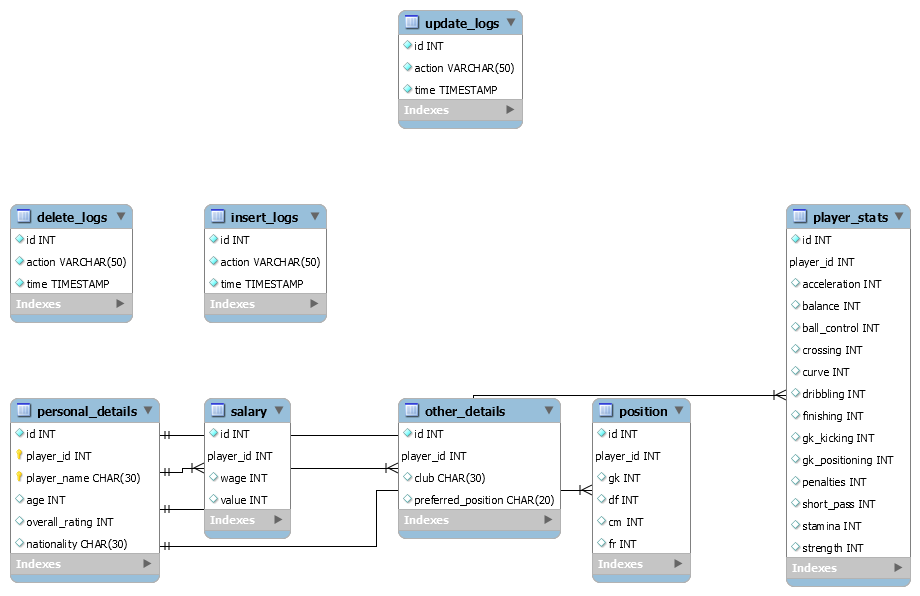 update_logs
id INT
action VARCHAR(50)
time TIMESTAMP
Indexes
delete_logs
id INT
action VARCHAR(50)
time TIMESTAMP
Indexes
insert_logs
id INT
action VARCHAR(50)
time TIMESTAMP
Indexes
player_stats
id INT
player_id INT
acceleration INT
balance INT
ball_control INT
crossing INT
curve INT
dribbling INT
finishing INT
gk_kicking INT
gk_positioning INT
penalties INT
short_pass INT
stamina INT
strength INT
Indexes
personal_details
id INT
player_id INT
player_name CHAR(30)
age INT
overall_rating INT
nationality CHAR(30)
Indexes
salary
id INT
player_id INT
wage INT
value INT
Indexes
other_details
id INT
player_id INT
club CHAR(30)
preferred_position CHAR(20)
Indexes
position
id INT
player_id INT
gk INT
df INT
cm INT
fr INT
Indexes